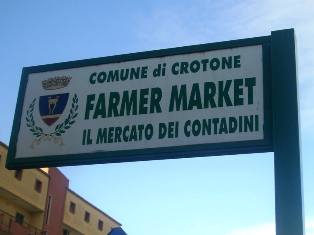 COMUNE di CROTONE
FARMER MARKET
IL MERCATO DEI CONTADINI